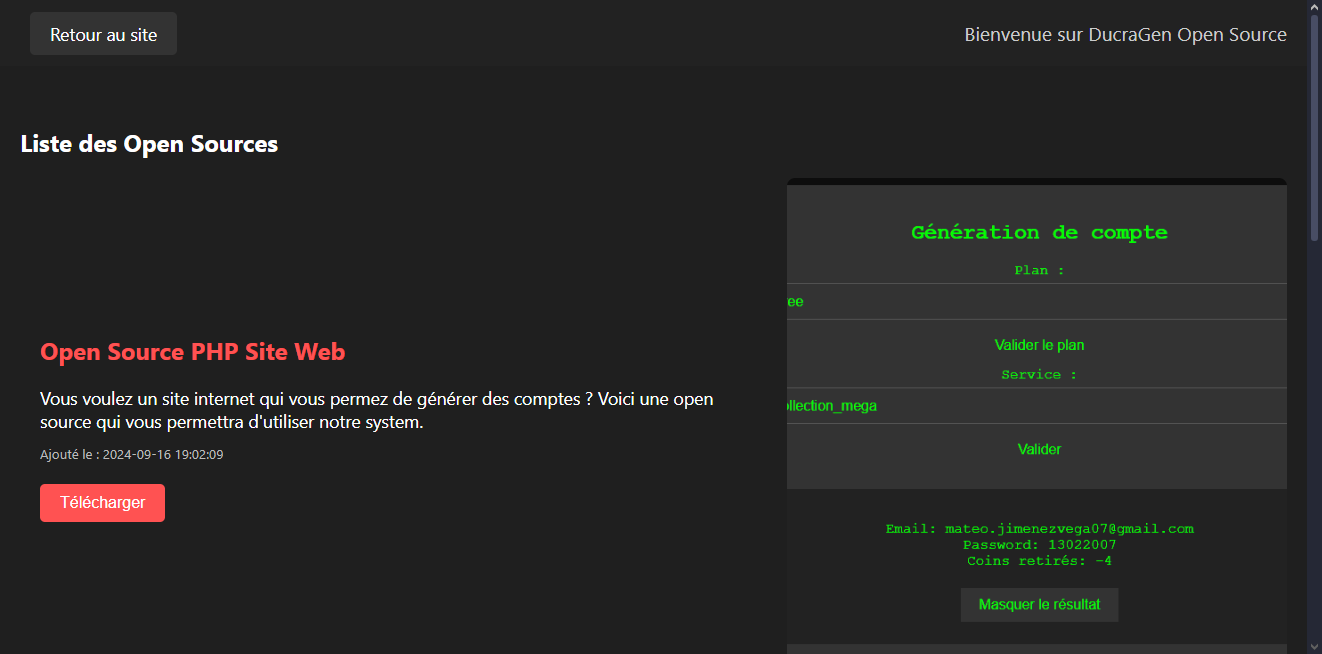 Retour au site
Bienvenue sur DucraGen Open Source
Liste des Open Sources
Open Source PHP Site Web
Vous voulez un site internet qui vous permez de générer des comptes ? Voici une open
source qui vous permettra d'utiliser notre system.
Ajouté le : 2024-09-16 19:02:09
Télécharger
Génération de compte
Plan :
ee
Valider le plan
Service :
ollection_mega
Valider
Email: mateo.jimenezvega07@gmail.com
Password: 13022007
Coins retirés: -4
Masquer le résultat